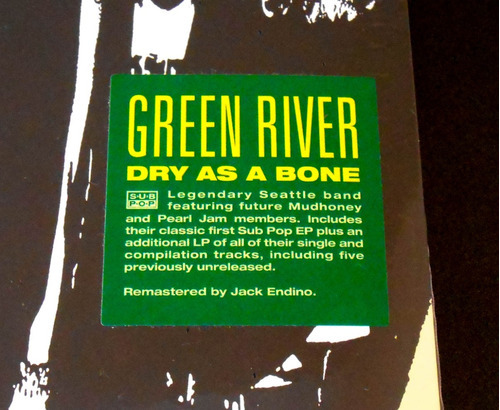 GREEN RIVER
DRY AS A BONE
SUB POP Legendary Seattle band
featuring future Mudhoney
and Pearl Jam members. Includes
their classic first Sub Pop EP plus an
additional LP of all of their single and
compilation tracks, including five
previously unreleased.
Remastered by Jack Endino.